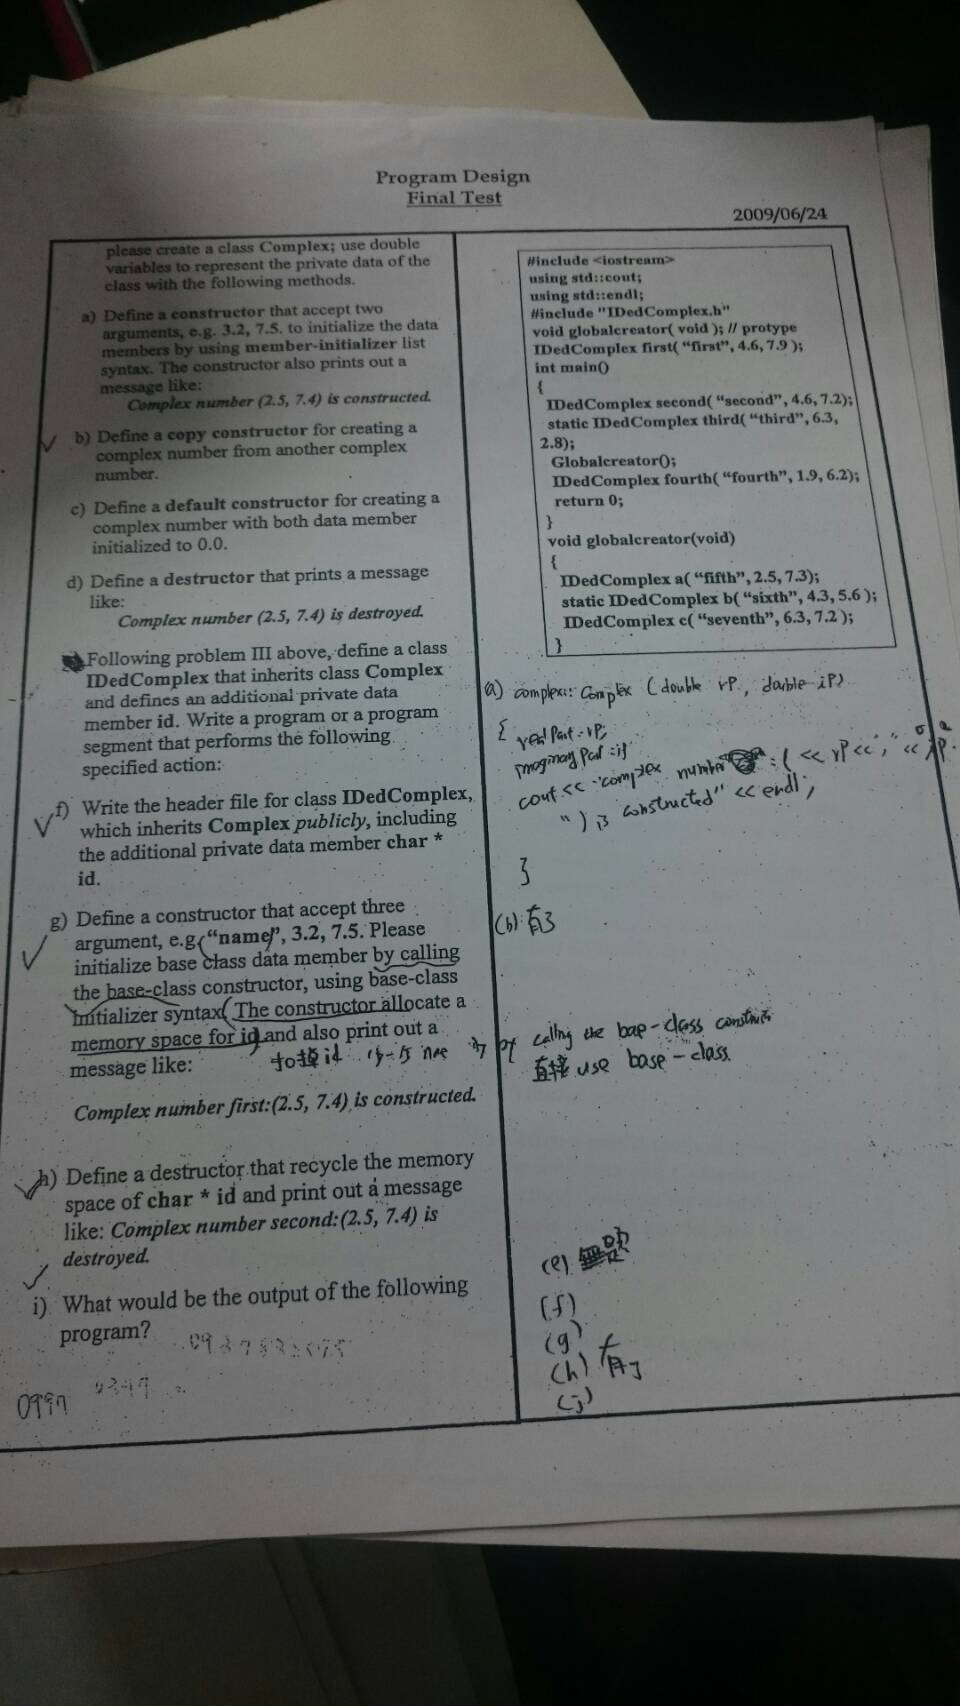 Program Design
Final Test
2009/06/24
please create a class Complex; use double
variables to represent the private data of the
class with the following methods.
a) Define a constructor that accept two
arguments, e.g. 3.2, 7.5. to initialize the data
members by using member-initializer list
syntax. The constructor also prints out a
message like:
Complex number (2.5, 7.4) is constructed.
b) Define a copy constructor for creating a
complex number from another complex
number.
c) Define a default constructor for creating a
complex number with both data member
initialized to 0.0.
d) Define a destructor that prints a message
like:
Complex number (2.5, 7.4) is destroyed.
Following problem III above, define a class
IDedComplex that inherits class Complex
and defines an additional private data
member id. Write a program or a program
segment that performs the following
specified action:
f) Write the header file for class IDedComplex,
which inherits Complex publicly, including
the additional private data member char *
id.
g) Define a constructor that accept three
argument, e.g. "name", 3.2, 7.5. Please
initialize base class data member by calling
the base-class constructor, using base-class
initializer syntax. The constructor allocate a
memory space for id and also print out a
message like:
Complex number first:(2.5, 7.4) is constructed.
h) Define a destructor that recycle the memory
space of char * id and print out a message
like: Complex number second:(2.5, 7.4) is
destroyed.
i) What would be the output of the following
program?
0997
#include <iostream>
using std::cout;
using std::endl;
#include "IDedComplex.h"
void globalcreator( void ); // protype
IDedComplex first( "first", 4.6, 7.9 );
int main()
{
IDedComplex second( "second", 4.6, 7.2);
static IDedComplex third( "third", 6.3,
2.8);
Globalcreator();
IDedComplex fourth( "fourth", 1.9, 6.2);
return 0;
}
void globalcreator(void)
{
IDedComplex a( "fifth", 2.5, 7.3);
static IDedComplex b( "sixth", 4.3, 5.6 );
IDedComplex c( "seventh", 6.3, 7.2 );
}
(a) complex:: Complex (double rP, double iP)
{ real Part = rP;
imaginary Part = iP
cout << "complex number : ( << rP << "," << iP
") is constructed" << endl;
}
(b) 有了
by calling the base-class constructor
直接 use base-class
(e)
(f)
(g)
(h) 有了
(i)